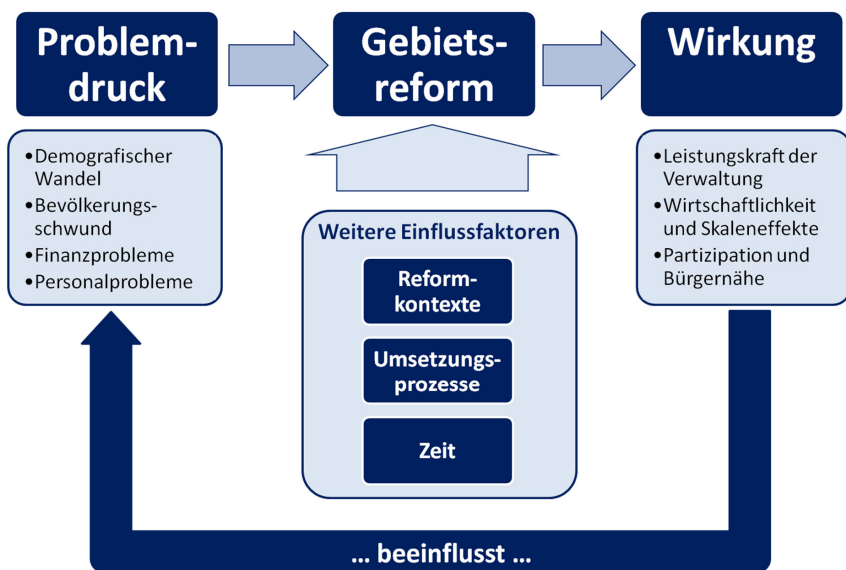 Problem-
druck
Gebiets-
reform
Wirkung
•Demografischer
Wandel
•Bevölkerungs-
schwund
•Finanzprobleme
•Personalprobleme
Weitere Einflussfaktoren
Reform-
kontexte
Umsetzungs-
prozesse
Zeit
•Leistungskraft der
Verwaltung
•Wirtschaftlichkeit
und Skaleneffekte
•Partizipation und
Bürgernähe
... beeinflusst ...